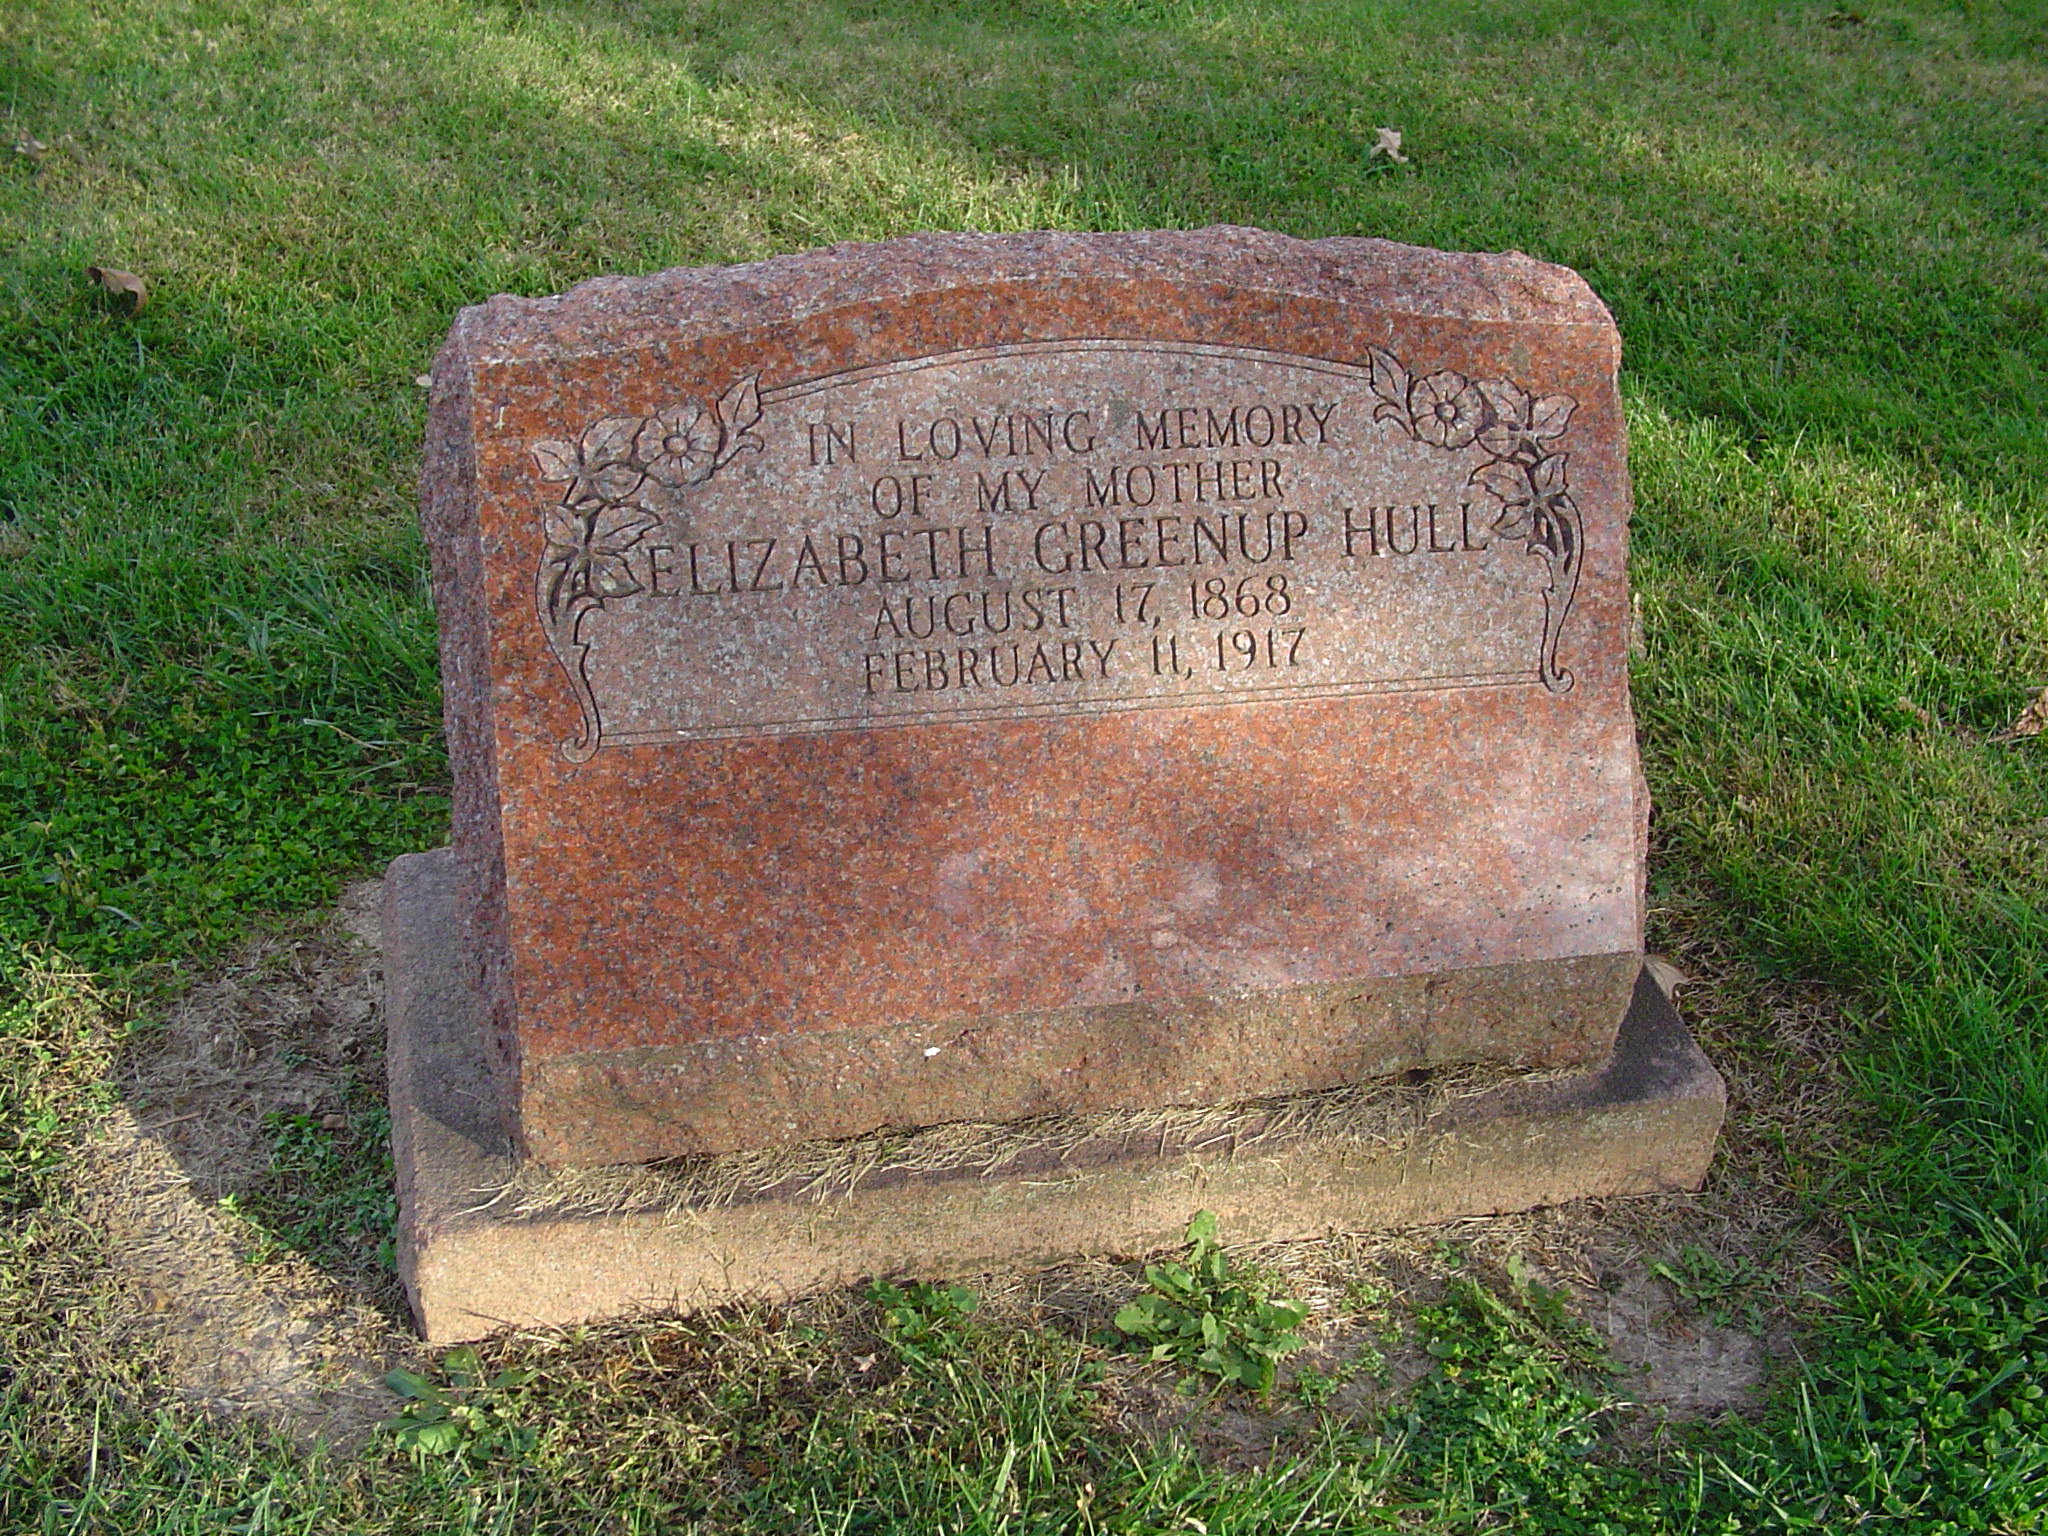 IN LOVING MEMORY
OF MY MOTHER
ELIZABETH GREENUP HULL
AUGUST 17, 1868
FEBRUARY 11, 1917